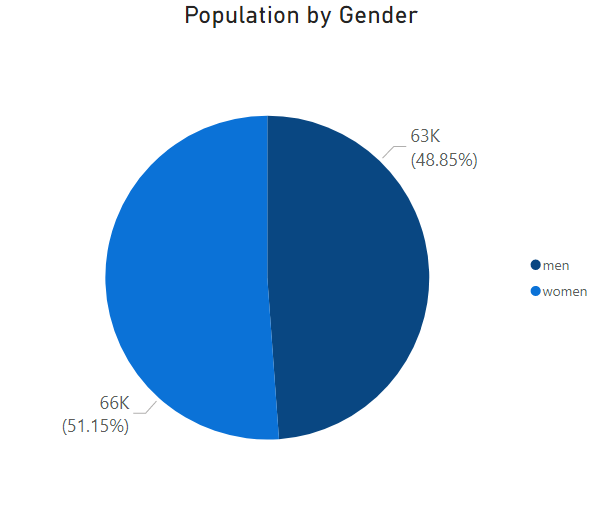 Population by Gender
63K
(48.85%)
men
women
66K
(51.15%)